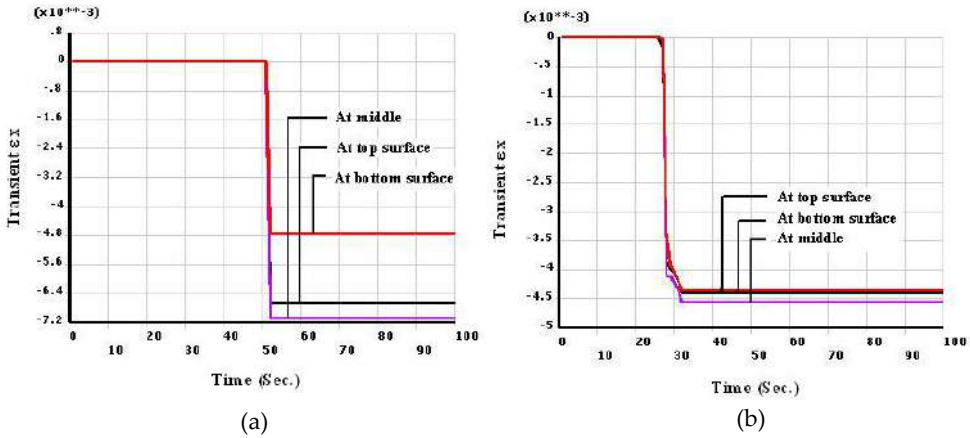 (x10**-3)
.8
0
-.8
-1.6
-2.4
-3.2
-4
-4.8
-5.6
-6.4
-7.2
Transient εx
At middle
At top surface
At bottom surface
0 20 40 50 60 80 100
10 30 50 70 90
Time (Sec.)
(a)
(x10**-3)
0
-.5
-1
-1.5
-2
-2.5
-3
-3.5
-4
-4.5
-5
Transient εx
At top surface
At bottom surface
At middle
0 20 40 60 80 100
10 30 50 70 90
Time (Sec.)
(b)